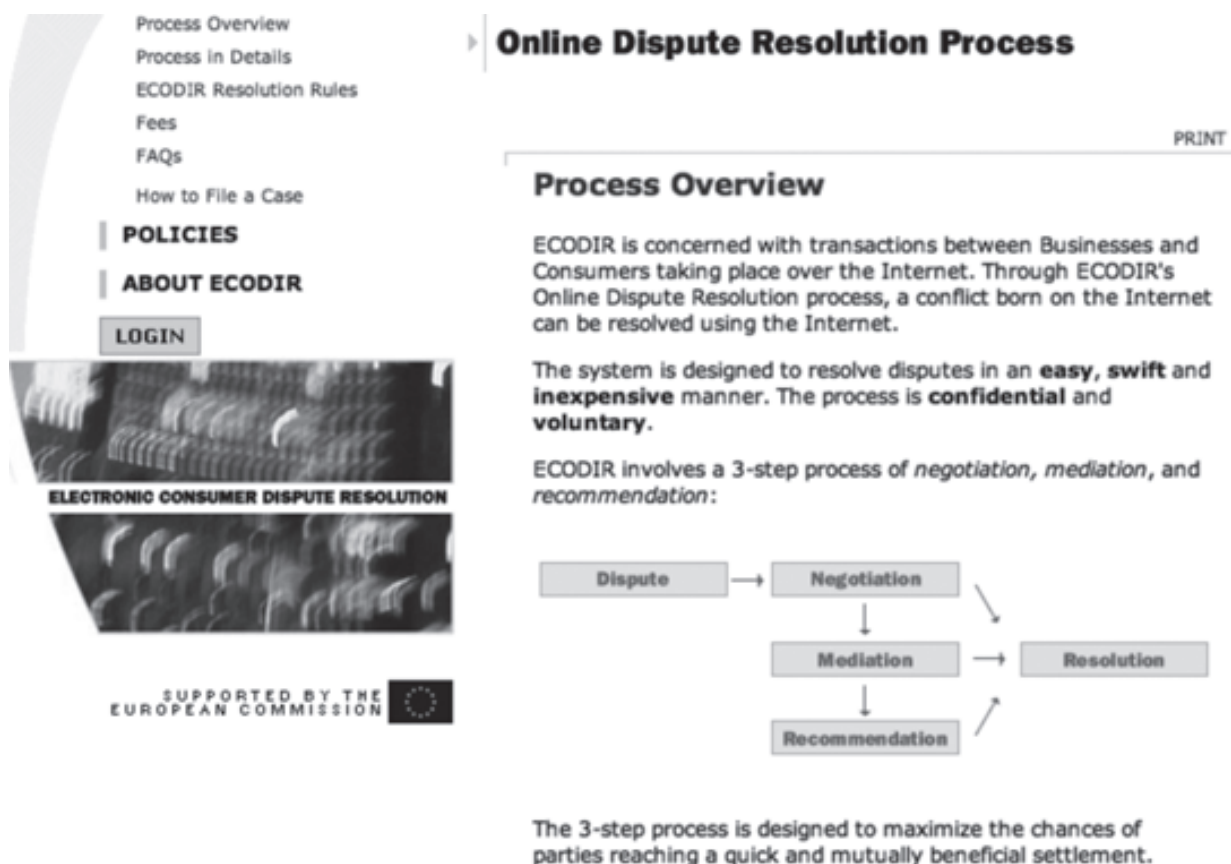 Process Overview
Process in Details
ECODIR Resolution Rules
Fees
FAQs
How to File a Case
POLICIES
ABOUT ECODIR
LOGIN
ELECTRONIC CONSUMER DISPUTE RESOLUTION
SUPPORTED BY THE
EUROPEAN COMMISSION
Online Dispute Resolution Process
PRINT
Process Overview
ECODIR is concerned with transactions between Businesses and
Consumers taking place over the Internet. Through ECODIR's
Online Dispute Resolution process, a conflict born on the Internet
can be resolved using the Internet.
The system is designed to resolve disputes in an easy, swift and
inexpensive manner. The process is confidential and
voluntary.
ECODIR involves a 3-step process of negotiation, mediation, and
recommendation:
Dispute
Negotiation
Mediation
Resolution
Recommendation
The 3-step process is designed to maximize the chances of
parties reaching a quick and mutually beneficial settlement.